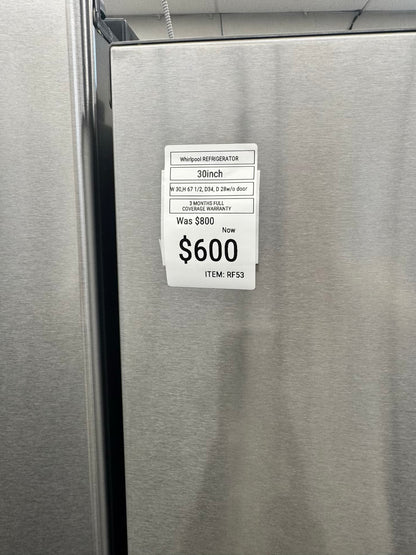 Whirlpool REFRIGERATOR
30inch
W 30,H 67 1/2, D34, D 28w/o door
3 MONTHS FULL
COVERAGE WARRANTY
Was $800
Now
$600
ITEM: RF53